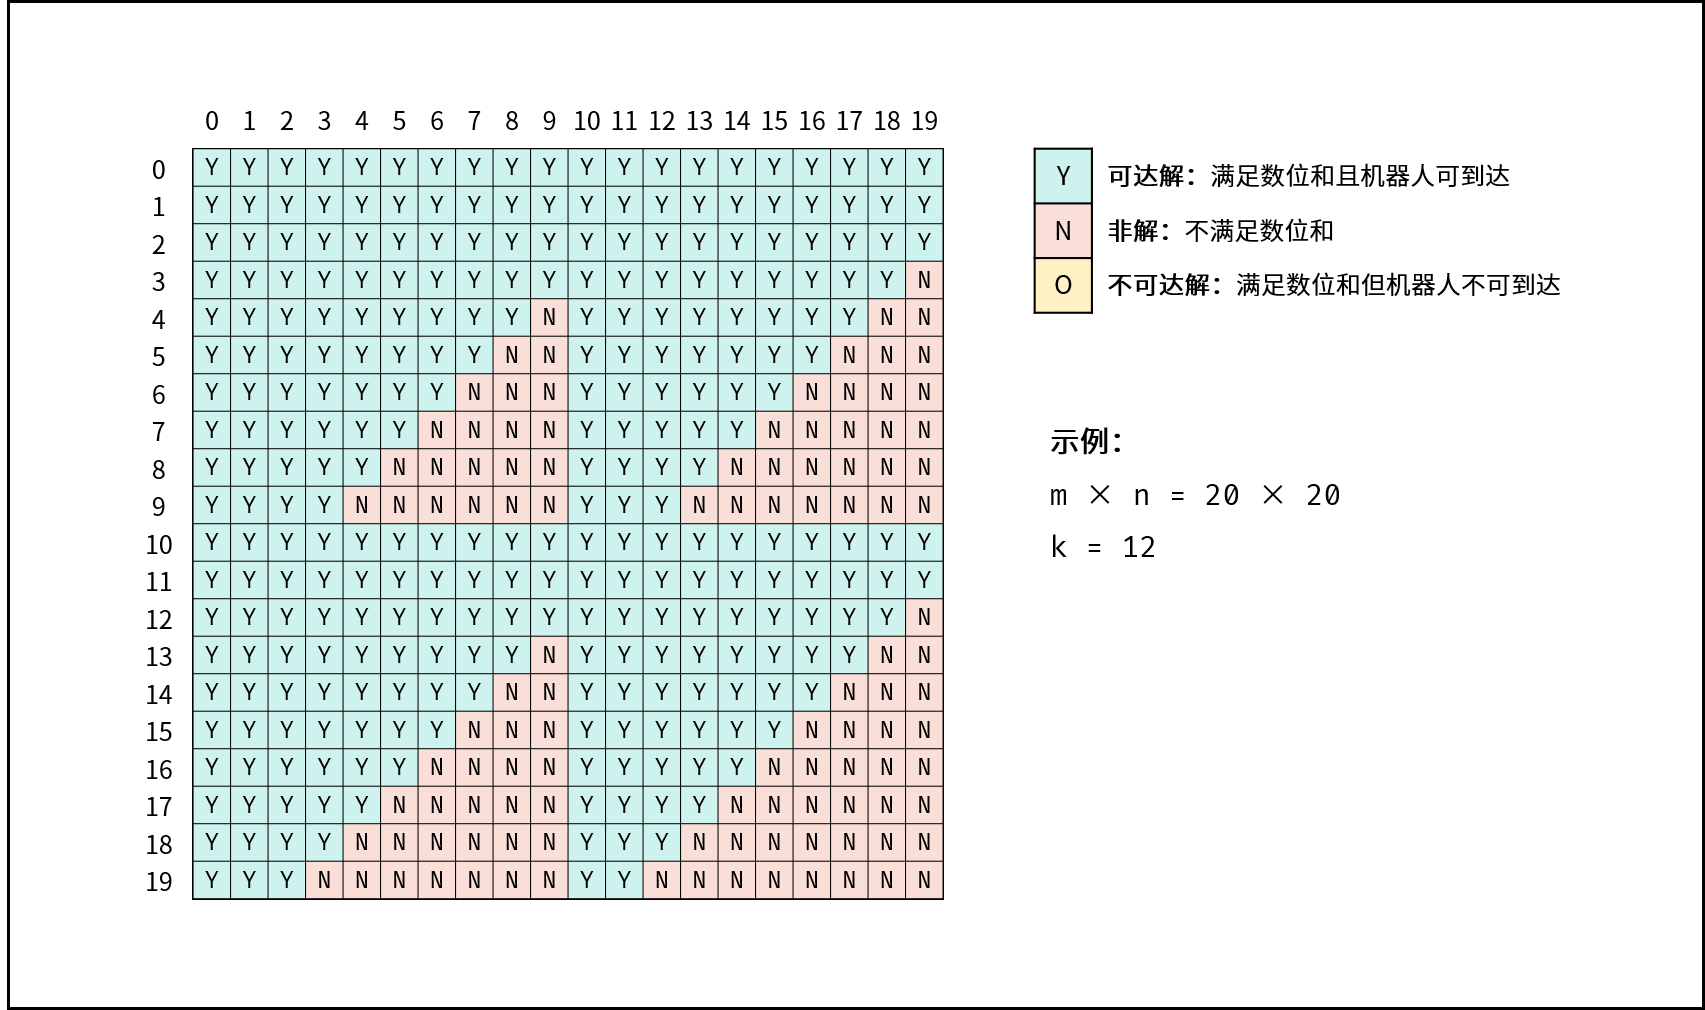 0 1 2 3 4 5 6 7 8 9 10 11 12 13 14 15 16 17 18 19
0 Y Y Y Y Y Y Y Y Y Y Y Y Y Y Y Y Y Y Y Y
1 Y Y Y Y Y Y Y Y Y Y Y Y Y Y Y Y Y Y Y Y
2 Y Y Y Y Y Y Y Y Y Y Y Y Y Y Y Y Y Y Y Y
3 Y Y Y Y Y Y Y Y Y Y Y Y Y Y Y Y Y Y Y N
4 Y Y Y Y Y Y Y Y Y N Y Y Y Y Y Y Y Y N N
5 Y Y Y Y Y Y Y Y N N Y Y Y Y Y Y Y N N N
6 Y Y Y Y Y Y Y N N N Y Y Y Y Y Y N N N N
7 Y Y Y Y Y Y N N N N Y Y Y Y Y N N N N N
8 Y Y Y Y Y N N N N N Y Y Y Y N N N N N N
9 Y Y Y Y N N N N N N Y Y Y N N N N N N N
10 Y Y Y Y Y Y Y Y Y Y Y Y Y Y Y Y Y Y Y Y
11 Y Y Y Y Y Y Y Y Y Y Y Y Y Y Y Y Y Y Y Y
12 Y Y Y Y Y Y Y Y Y Y Y Y Y Y Y Y Y Y Y N
13 Y Y Y Y Y Y Y Y Y N Y Y Y Y Y Y Y Y N N
14 Y Y Y Y Y Y Y Y N N Y Y Y Y Y Y Y N N N
15 Y Y Y Y Y Y Y N N N Y Y Y Y Y Y N N N N
16 Y Y Y Y Y Y N N N N Y Y Y Y Y N N N N N
17 Y Y Y Y Y N N N N N Y Y Y Y N N N N N N
18 Y Y Y Y N N N N N N Y Y Y N N N N N N N
19 Y Y Y N N N N N N N Y Y N N N N N N N N
Y 可达解：满足数位和且机器人可到达
N 非解：不满足数位和
O 不可达解：满足数位和但机器人不可到达
示例：
m × n = 20 × 20
k = 12